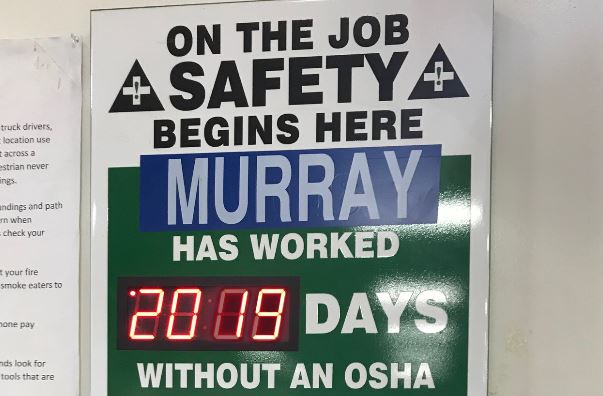 ON THE JOB
SAFETY
BEGINS HERE
MURRAY
HAS WORKED
2019 DAYS
WITHOUT AN OSHA
truck drivers,
location use
t across a
estrian never
ings.
undings and path
rn when
check your
t your fire
smoke eaters to
hone pay
nds look for
tools that are